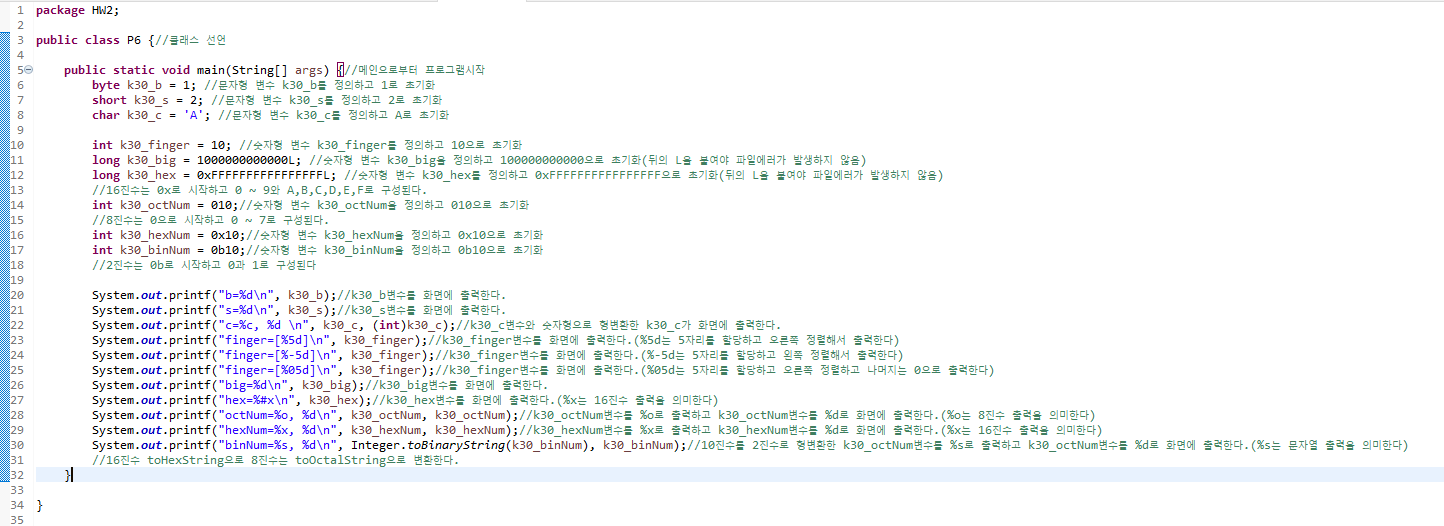 1 package HW2;
2
3 public class P6 {//클래스 선언
4
5 public static void main(String[] args) {//메인으로부터 프로그램시작
6 byte k30_b = 1; //문자형 변수 k30_b를 정의하고 1로 초기화
7 short k30_s = 2; //문자형 변수 k30_s를 정의하고 2로 초기화
8 char k30_c = 'A'; //문자형 변수 k30_c를 정의하고 A로 초기화
9
10 int k30_finger = 10; //숫자형 변수 k30_finger를 정의하고 10으로 초기화
11 long k30_big = 1000000000000L; //숫자형 변수 k30_big을 정의하고 100000000000으로 초기화(뒤의 L을 붙여야 파일에러가 발생하지 않음)
12 long k30_hex = 0xFFFFFFFFFFFFFFFFL; //숫자형 변수 k30_hex를 정의하고 0xFFFFFFFFFFFFFFFF으로 초기화(뒤의 L을 붙여야 파일에러가 발생하지 않음)
13 //16진수는 0x로 시작하고 0 ~ 9와 A,B,C,D,E,F로 구성된다.
14 int k30_octNum = 010;//숫자형 변수 k30_octNum을 정의하고 010으로 초기화
15 //8진수는 0으로 시작하고 0 ~ 7로 구성된다.
16 int k30_hexNum = 0x10;//숫자형 변수 k30_hexNum을 정의하고 0x10으로 초기화
17 int k30_binNum = 0b10;//숫자형 변수 k30_binNum을 정의하고 0b10으로 초기화
18 //2진수는 0b로 시작하고 0과 1로 구성된다
19
20 System.out.printf("b=%d\n", k30_b);//k30_b변수를 화면에 출력한다.
21 System.out.printf("s=%d\n", k30_s);//k30_s변수를 화면에 출력한다.
22 System.out.printf("c=%c, %d \n", k30_c, (int)k30_c);//k30_c변수와 숫자형으로 형변환한 k30_c가 화면에 출력한다.
23 System.out.printf("finger=[%5d]\n", k30_finger);//k30_finger변수를 화면에 출력한다.(%5d는 5자리를 할당하고 오른쪽 정렬해서 출력한다)
24 System.out.printf("finger=[%-5d]\n", k30_finger);//k30_finger변수를 화면에 출력한다.(%-5d는 5자리를 할당하고 왼쪽 정렬해서 출력한다)
25 System.out.printf("finger=[%05d]\n", k30_finger);//k30_finger변수를 화면에 출력한다.(%05d는 5자리를 할당하고 오른쪽 정렬하고 나머지는 0으로 출력한다)
26 System.out.printf("big=%d\n", k30_big);//k30_big변수를 화면에 출력한다.
27 System.out.printf("hex=%#x\n", k30_hex);//k30_hex변수를 화면에 출력한다.(%x는 16진수 출력을 의미한다)
28 System.out.printf("octNum=%o, %d\n", k30_octNum, k30_octNum);//k30_octNum변수를 %o로 출력하고 k30_octNum변수를 %d로 화면에 출력한다.(%o는 8진수 출력을 의미한다)
29 System.out.printf("hexNum=%x, %d\n", k30_hexNum, k30_hexNum);//k30_hexNum변수를 %x로 출력하고 k30_hexNum변수를 %d로 화면에 출력한다.(%x는 16진수 출력을 의미한다)
30 System.out.printf("binNum=%s, %d\n", Integer.toBinaryString(k30_binNum), k30_binNum);//10진수를 2진수로 형변환한 k30_octNum변수를 %s로 출력하고 k30_octNum변수를 %d로 화면에 출력한다.(%s는 문자열 출력을 의미한다)
31 //16진수 toHexString으로 8진수는 toOctalString으로 변환한다.
32 }
33
34 }
35